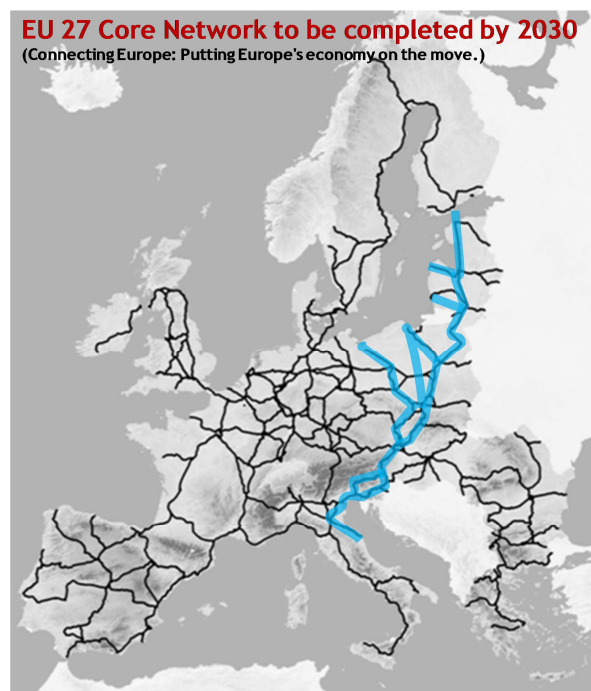 EU 27 Core Network to be completed by 2030
(Connecting Europe: Putting Europe's economy on the move.)